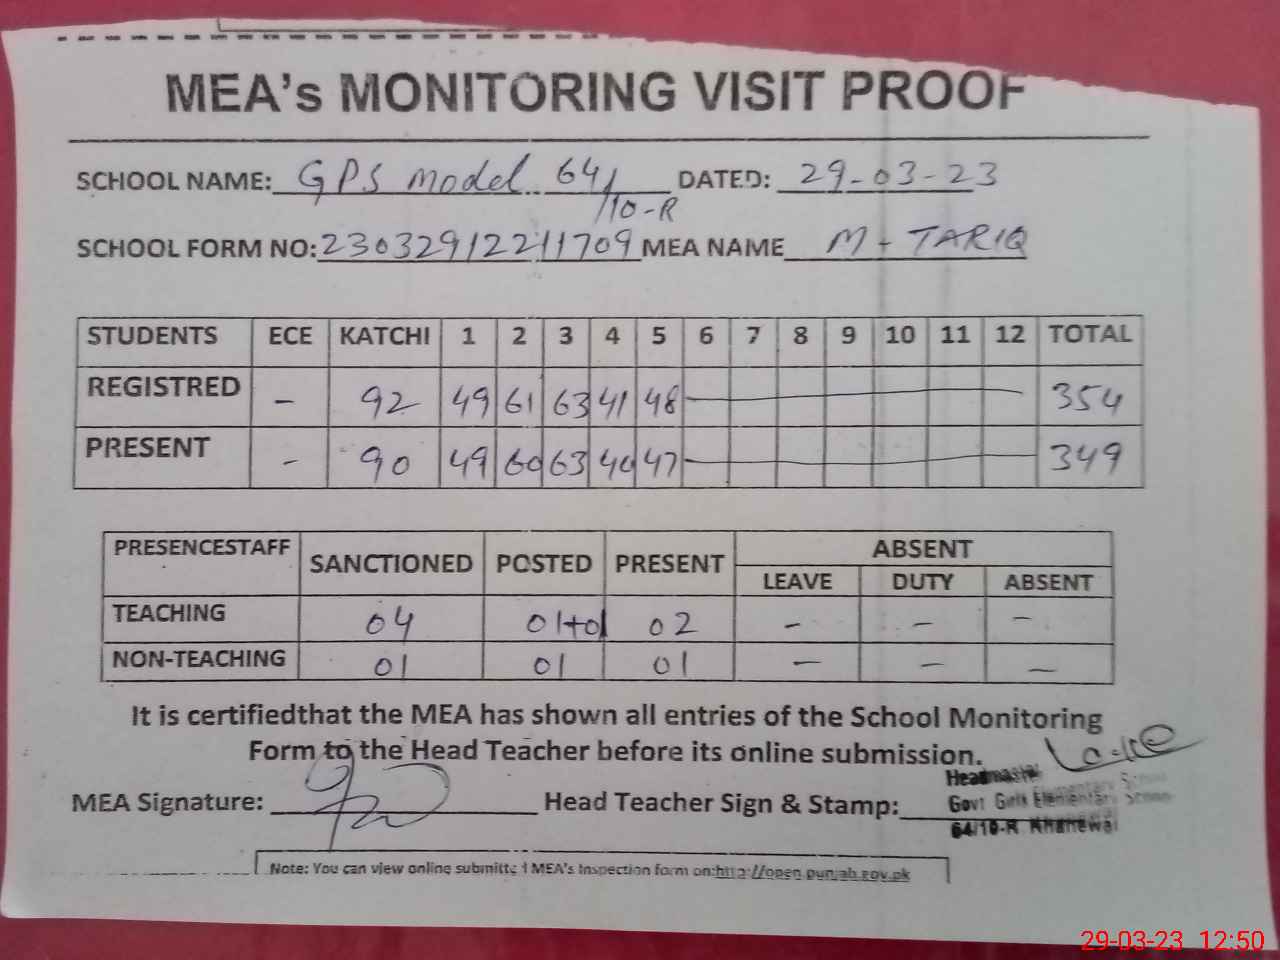 MEA's MONITORING VISIT PROOF
SCHOOL NAME: GPS model 64/10-R DATED: 29-03-23
SCHOOL FORM NO: 23032912211709 MEA NAME M. TARIQ
STUDENTS ECE KATCHI 1 2 3 4 5 6 7 8 9 10 11 12 TOTAL
REGISTRED - 92 49 61 63 41 48 354
PRESENT - 90 49 60 63 40 47 349
PRESENCESTAFF SANCTIONED POSTED PRESENT ABSENT
LEAVE DUTY ABSENT
TEACHING 04 01+01 02 - - -
NON-TEACHING 01 01 01 - - -
It is certifiedthat the MEA has shown all entries of the School Monitoring
Form to the Head Teacher before its online submission.
MEA Signature: Head Teacher Sign & Stamp:
Headmaster
Govt Girls Elementary School
64/10-R Khanewal
Note: You can view online submitted MEA's Inspection form on:http://open.punjab.gov.pk
29-03-23 12:50